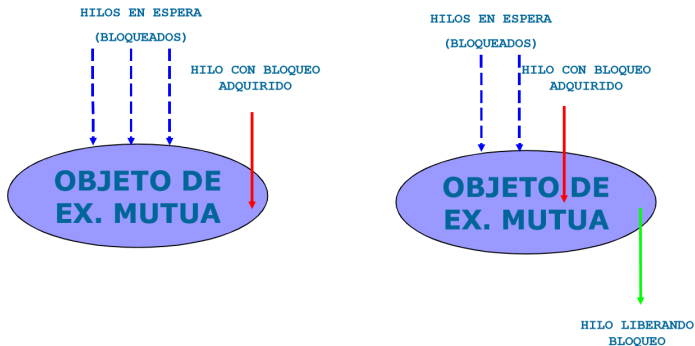 HILOS EN ESPERA
(BLOQUEADOS)
HILO CON BLOQUEO
ADQUIRIDO
OBJETO DE
EX. MUTUA
HILOS EN ESPERA
(BLOQUEADOS)
HILO CON BLOQUEO
ADQUIRIDO
OBJETO DE
EX. MUTUA
HILO LIBERANDO
BLOQUEO